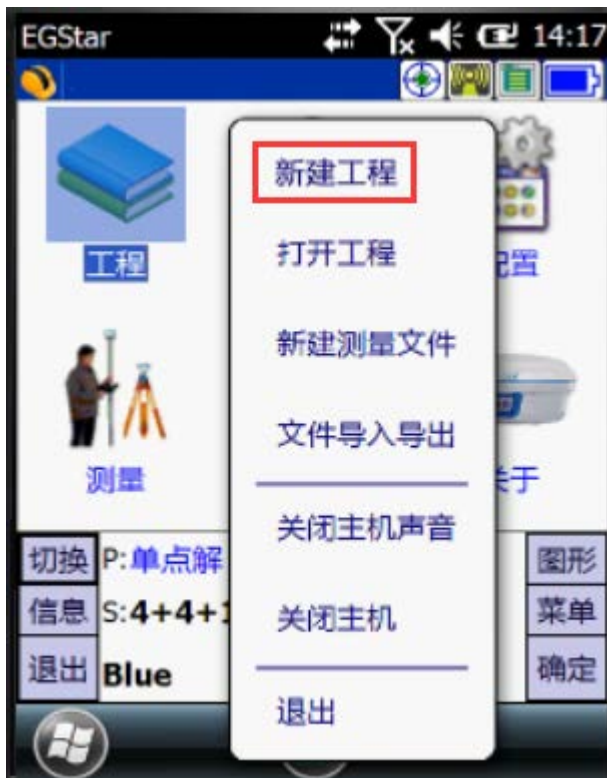 EGStar 14:17
新建工程
打开工程
新建测量文件
文件导入导出
关闭主机声音
关闭主机
退出
工程
置
测量
于
切换 P:单点解 图形
信息 S:4+4+1 菜单
退出 Blue 确定